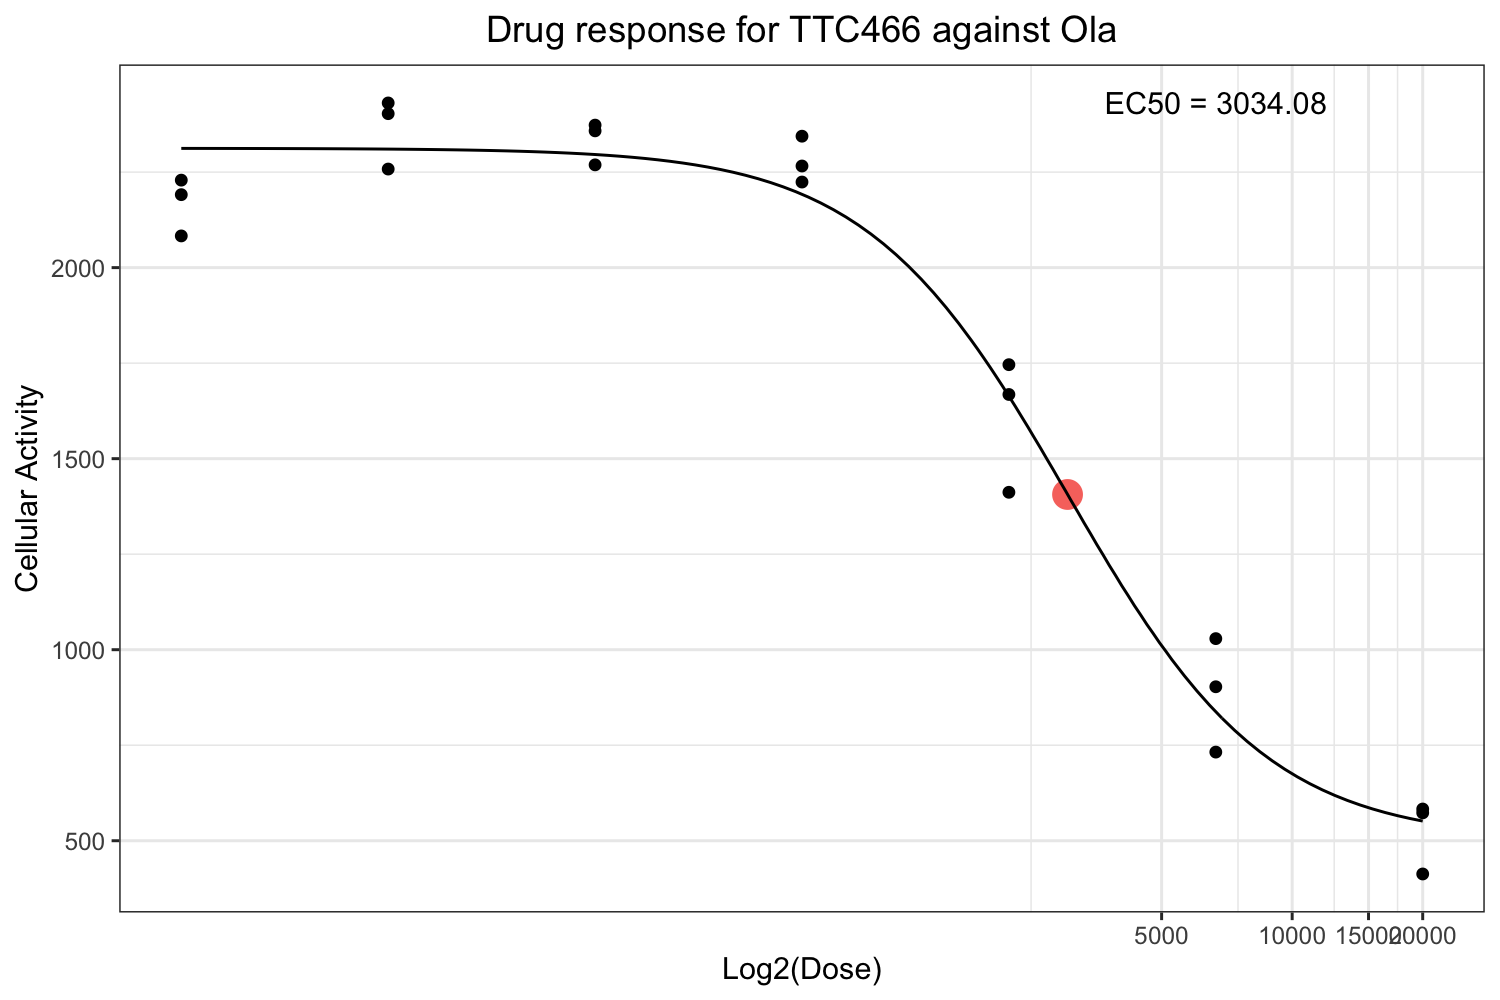 Drug response for TTC466 against Ola
EC50 = 3034.08
Cellular Activity
2000
1500
1000
500
5000 10000 15000 20000
Log2(Dose)